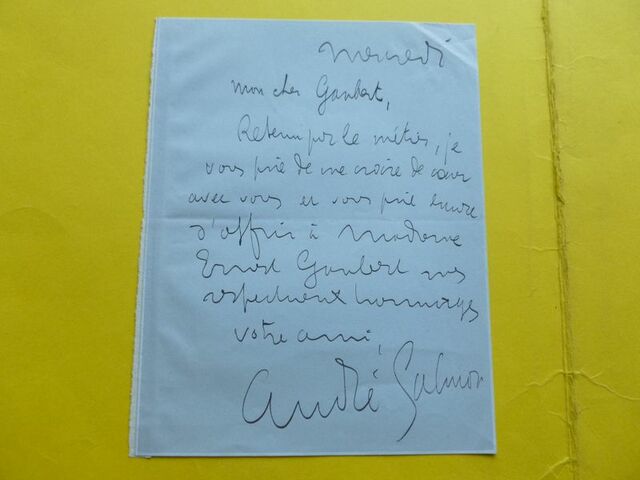 Mercredi
Mon cher Gaubert,
Retenu par le métier, je
vous prie de me croire de cœur
avec vous et vous prie encore
d'offrir à Madame
Ernest Gaubert mes
respectueux hommages
Votre ami,
André Salmon